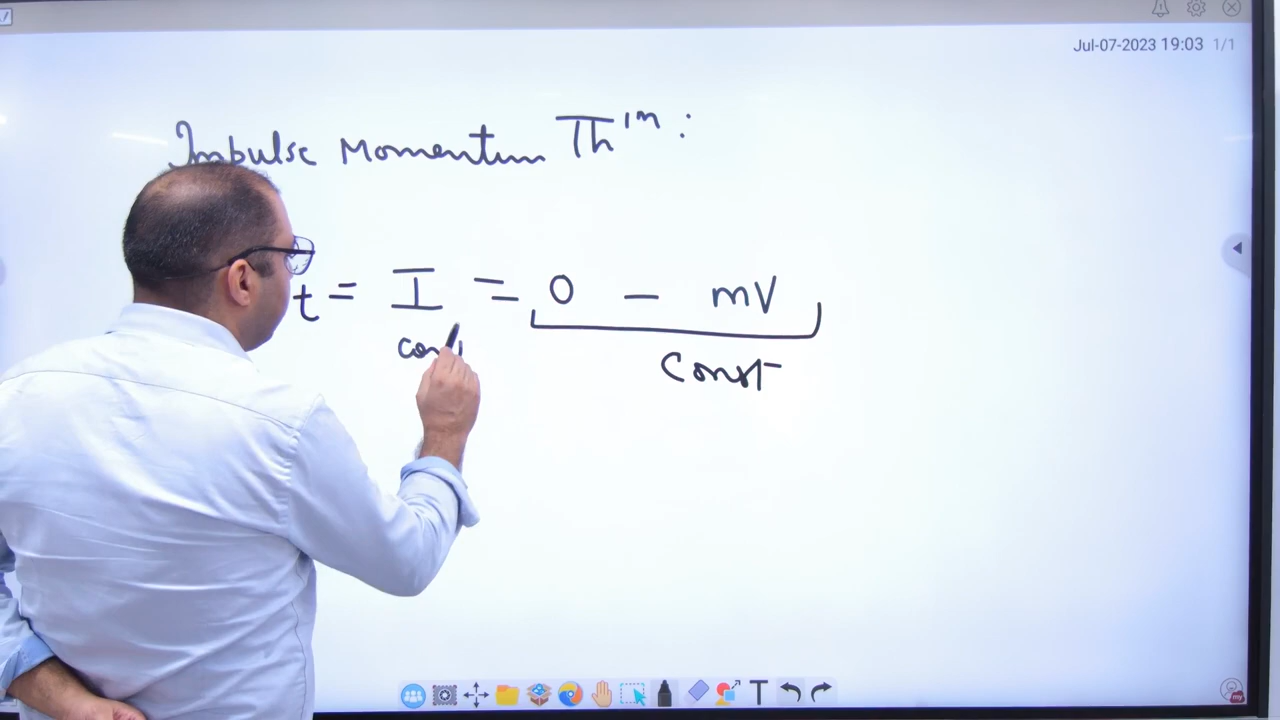 Jul-07-2023 19:03 1/1
Impulse Momentum Th^m :
t = I = 0 - mV
Const
T